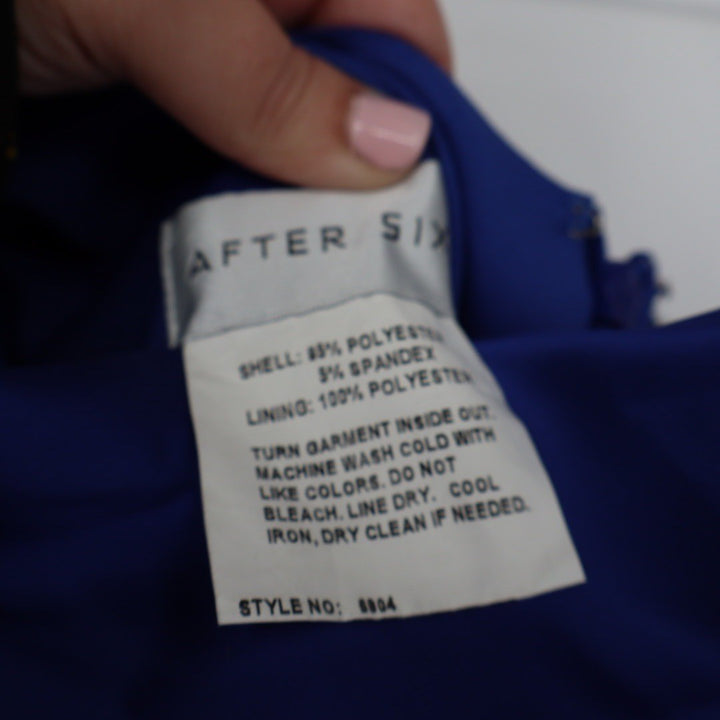 AFTER SIX
SHELL: 95% POLYESTER
5% SPANDEX
LINING: 100% POLYESTER
TURN GARMENT INSIDE OUT.
MACHINE WASH COLD WITH
LIKE COLORS. DO NOT
BLEACH. LINE DRY. COOL
IRON, DRY CLEAN IF NEEDED.
STYLE NO: